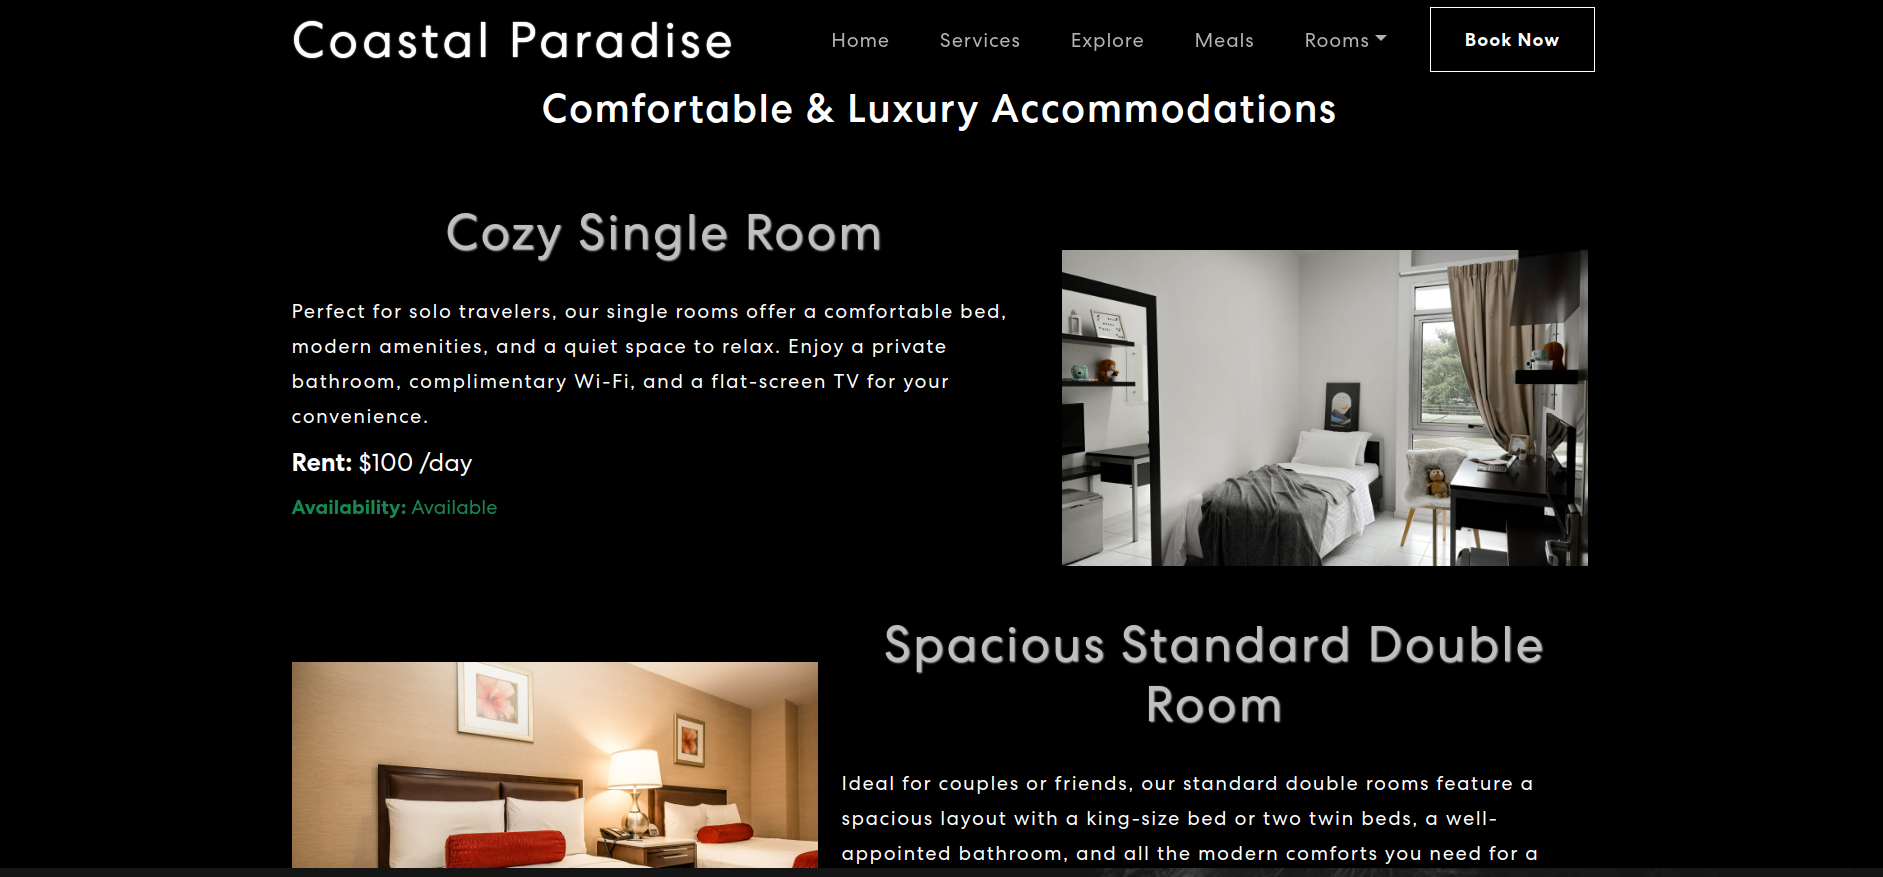 Coastal Paradise
Home Services Explore Meals Rooms Book Now
Comfortable & Luxury Accommodations
Cozy Single Room
Perfect for solo travelers, our single rooms offer a comfortable bed,
modern amenities, and a quiet space to relax. Enjoy a private
bathroom, complimentary Wi-Fi, and a flat-screen TV for your
convenience.
Rent: $100 /day
Availability: Available
Spacious Standard Double
Room
Ideal for couples or friends, our standard double rooms feature a
spacious layout with a king-size bed or two twin beds, a well-
appointed bathroom, and all the modern comforts you need for a